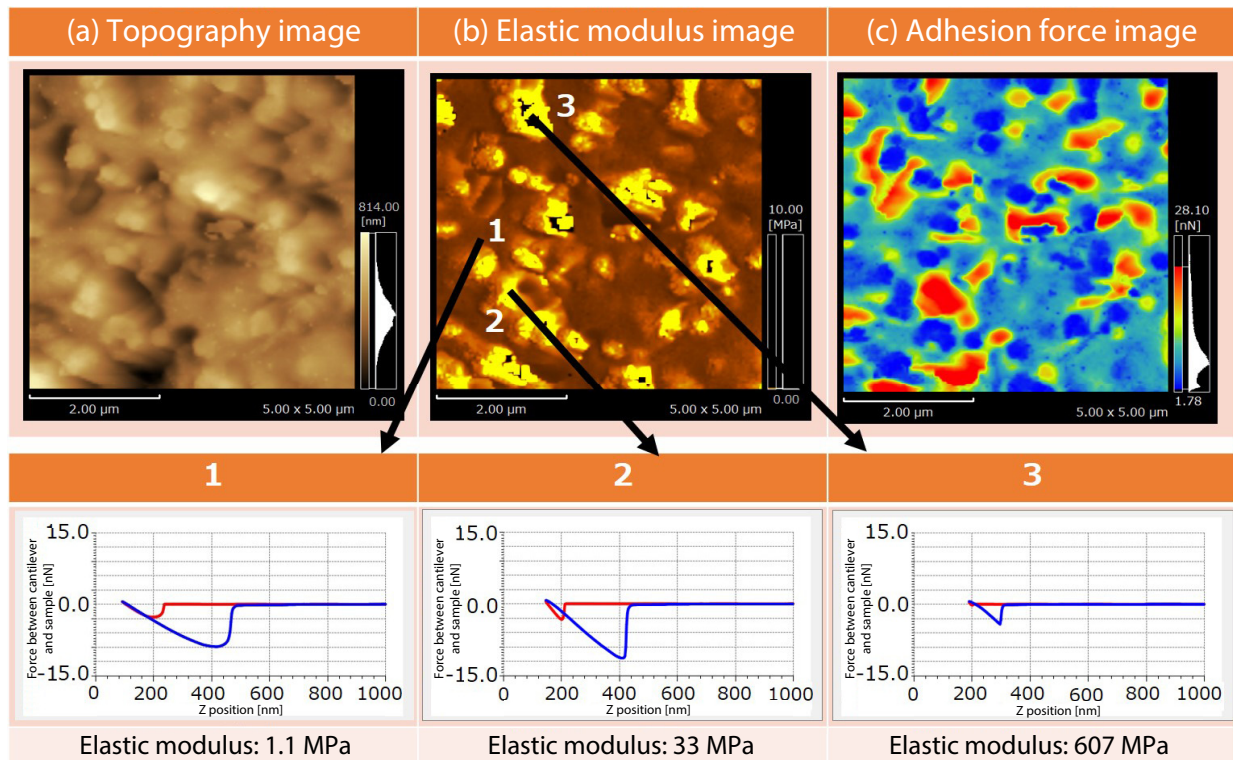 (a) Topography image
(b) Elastic modulus image
(c) Adhesion force image
814.00
[nm]
0.00
2.00 µm
5.00 x 5.00 µm
3
1
2
10.00
[MPa]
0.00
2.00 µm
5.00 x 5.00 µm
28.10
[nN]
1.78
2.00 µm
5.00 x 5.00 µm
1
2
3
Force between cantilever
and sample [nN]
15.0
0.0
-15.0
0 200 400 600 800 1000
Z position [nm]
Force between cantilever
and sample [nN]
15.0
0.0
-15.0
0 200 400 600 800 1000
Z position [nm]
Force between cantilever
and sample [nN]
15.0
0.0
-15.0
0 200 400 600 800 1000
Z position [nm]
Elastic modulus: 1.1 MPa
Elastic modulus: 33 MPa
Elastic modulus: 607 MPa